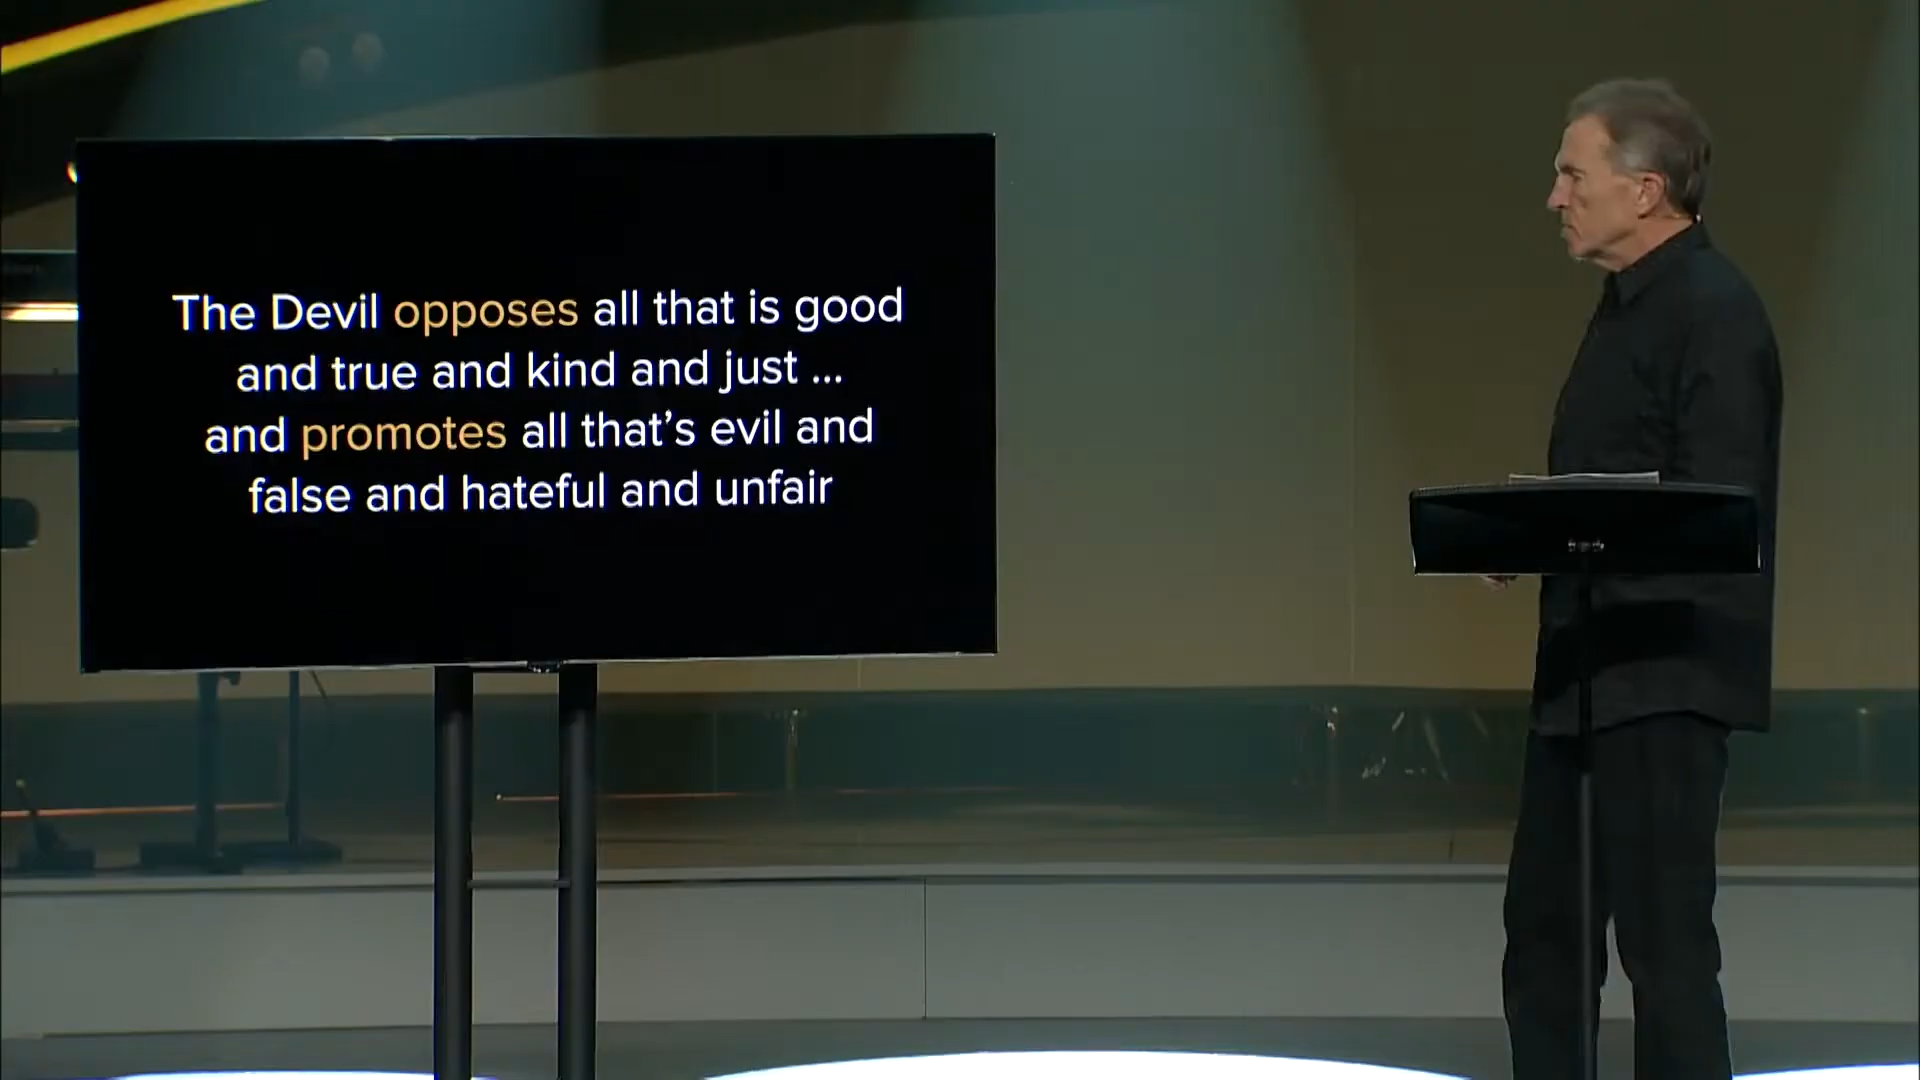 The Devil opposes all that is good
and true and kind and just ...
and promotes all that’s evil and
false and hateful and unfair